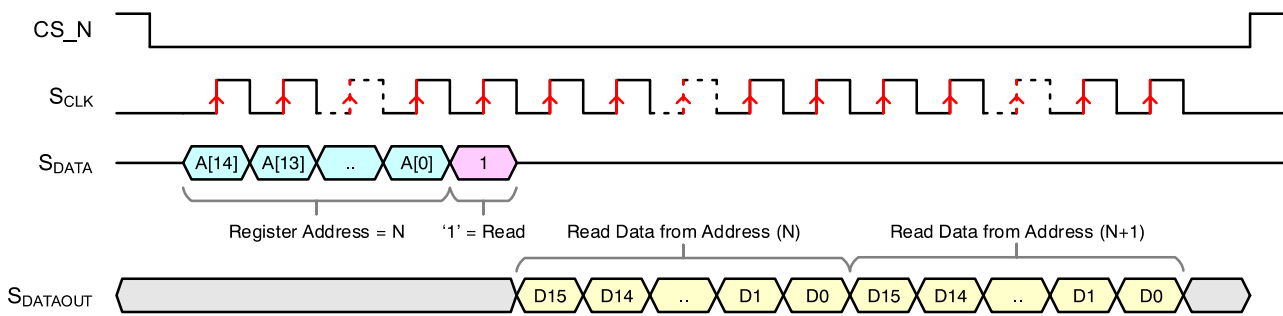 CS_N
SCLK
SDATA A[14] A[13] .. A[0] 1
Register Address = N ‘1’ = Read Read Data from Address (N) Read Data from Address (N+1)
SDATAOUT D15 D14 .. D1 D0 D15 D14 .. D1 D0